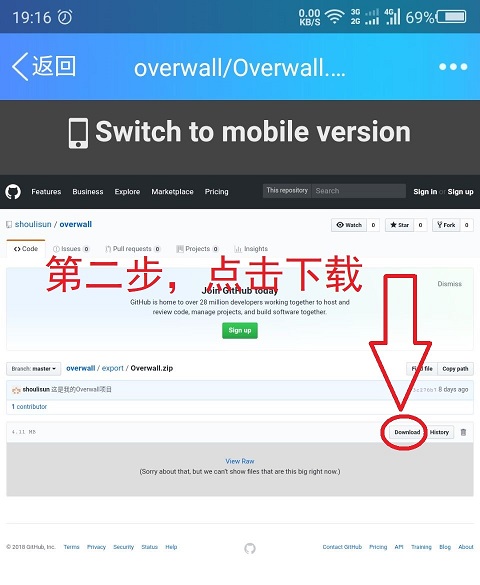 19:16 0.00 KB/S 3G 2G 4G 69%
返回 overwall/Overwall.... •••
Switch to mobile version
Features Business Explore Marketplace Pricing This repository Search Sign in or Sign up
shoulisun / overwall Watch 0 Star 0 Fork 0
<> Code Issues 0 Pull requests 0 Projects 0 Insights
第二步，点击下载
Dismiss
Join GitHub today
GitHub is home to over 28 million developers working together to host and
review code, manage projects, and build software together.
Sign up
Branch: master overwall / export / Overwall.zip Find file Copy path
shoulisun 这是我的Overwall项目 8 days ago
1 contributor
4.11 MB Download History
View Raw
(Sorry about that, but we can't show files that are this big right now.)
© 2018 GitHub, Inc. Terms Privacy Security Status Help Contact GitHub Pricing API Training Blog About